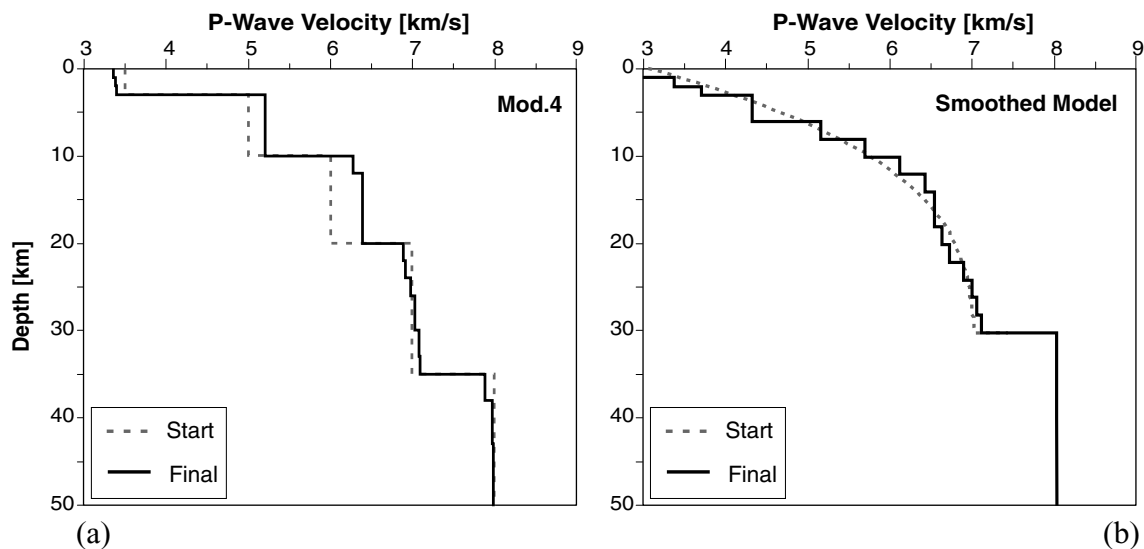 P-Wave Velocity [km/s]
3 4 5 6 7 8 9
0
10
20
30
40
50
Depth [km]
Mod.4
Start
Final
(a)
P-Wave Velocity [km/s]
3 4 5 6 7 8 9
0
10
20
30
40
50
Smoothed Model
Start
Final
(b)